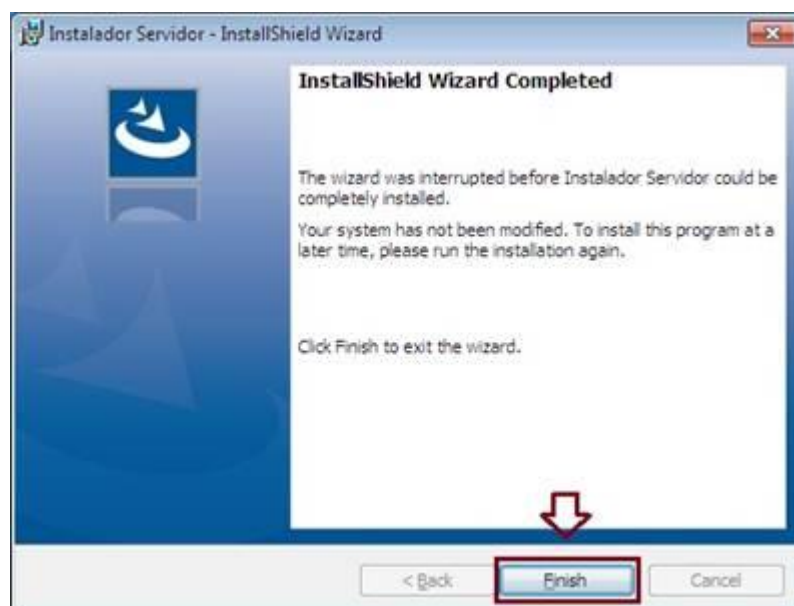 Instalador Servidor - InstallShield Wizard
InstallShield Wizard Completed
The wizard was interrupted before Instalador Servidor could be
completely installed.
Your system has not been modified. To install this program at a
later time, please run the installation again.
Click Finish to exit the wizard.
< Back
Finish
Cancel